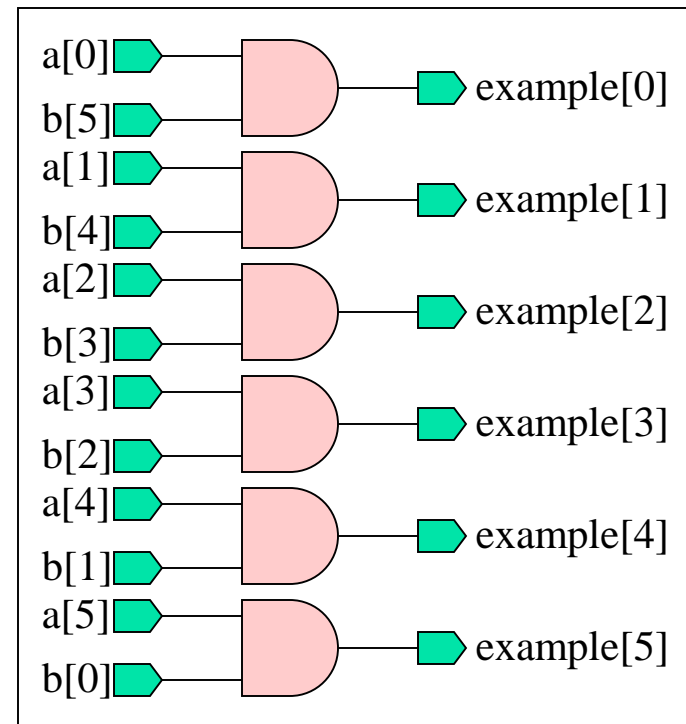 a[0]
example[0]
b[5]
a[1]
example[1]
b[4]
a[2]
example[2]
b[3]
a[3]
example[3]
b[2]
a[4]
example[4]
b[1]
a[5]
example[5]
b[0]